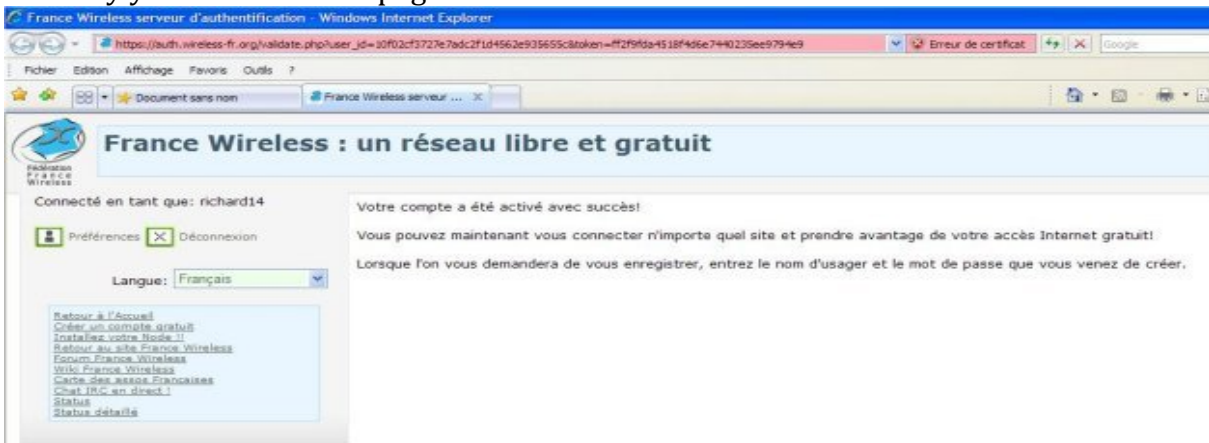 France Wireless serveur d'authentification - Windows Internet Explorer
https://auth.wireless-fr.org/validate.php?user_id=10f02cf3727e7adc2f1d4562e935655c&token=ff2f9fda4518f4d6e7440235ee9794e9
Erreur de certificat
Google
Fichier Edition Affichage Favoris Outils ?
Document sans nom
France Wireless serveur ...
Fédération
France
Wireless
France Wireless : un réseau libre et gratuit
Connecté en tant que: richard14
Préférences Déconnexion
Langue: Français
Retour à l'Accueil
Créer un compte gratuit
Installez votre Node !!
Retour au site France Wireless
Forum France Wireless
Wiki France Wireless
Carte des assos Francaises
Chat IRC en direct !
Status
Status détaillé
Votre compte a été activé avec succès!
Vous pouvez maintenant vous connecter n'importe quel site et prendre avantage de votre accès Internet gratuit!
Lorsque l'on vous demandera de vous enregistrer, entrez le nom d'usager et le mot de passe que vous venez de créer.